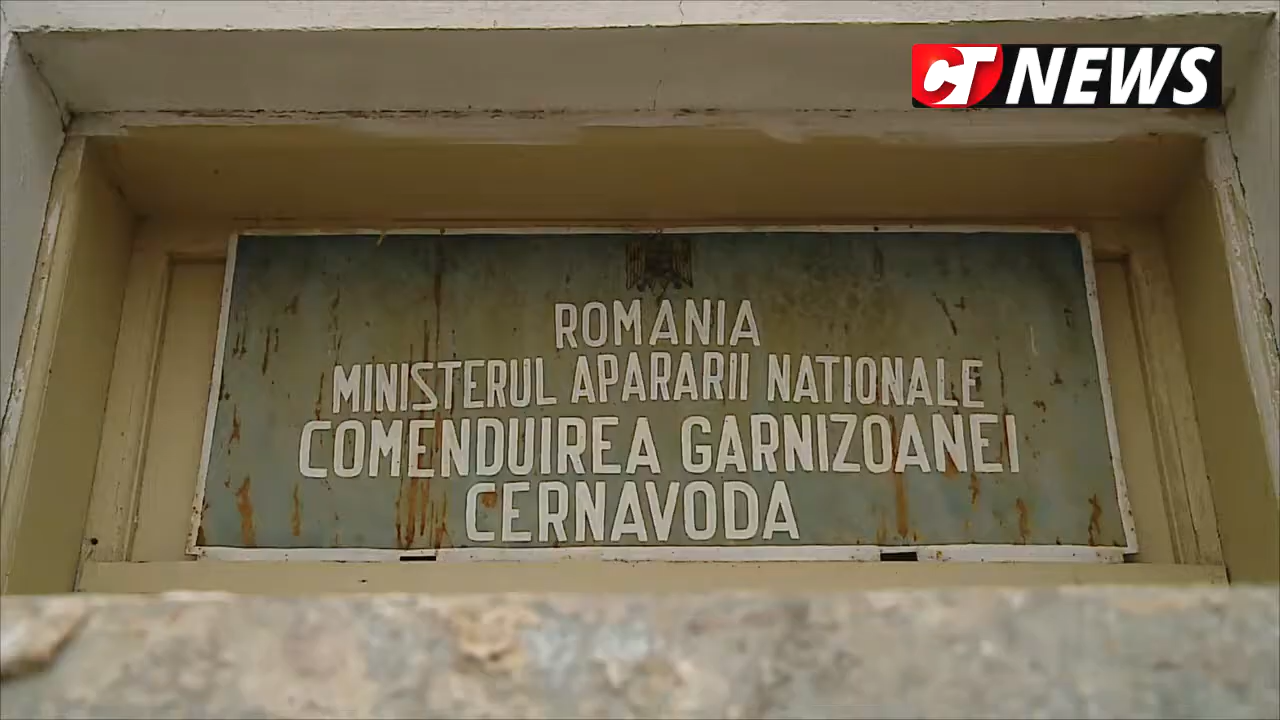 CT NEWS
ROMANIA
MINISTERUL APARARII NATIONALE
COMENDUIREA GARNIZOANEI
CERNAVODA